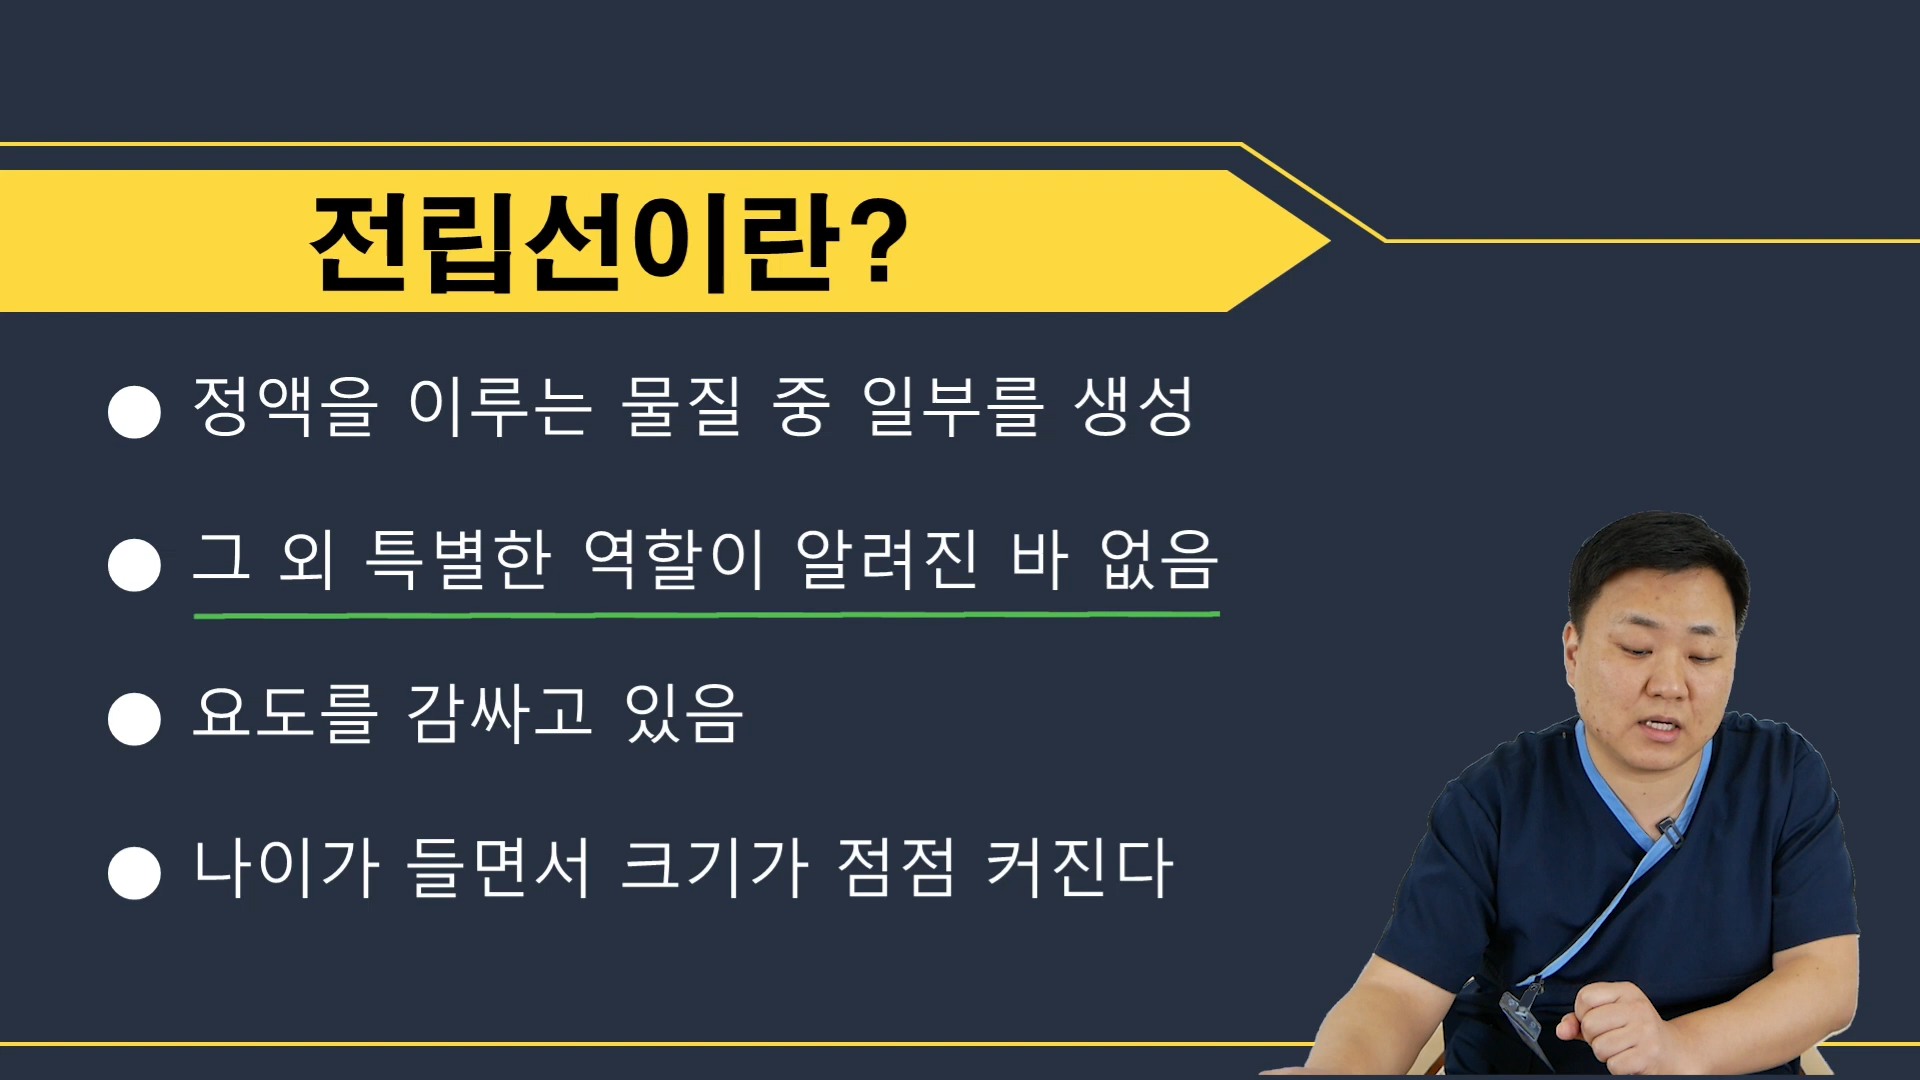 전립선이란?
정액을 이루는 물질 중 일부를 생성
그 외 특별한 역할이 알려진 바 없음
요도를 감싸고 있음
나이가 들면서 크기가 점점 커진다